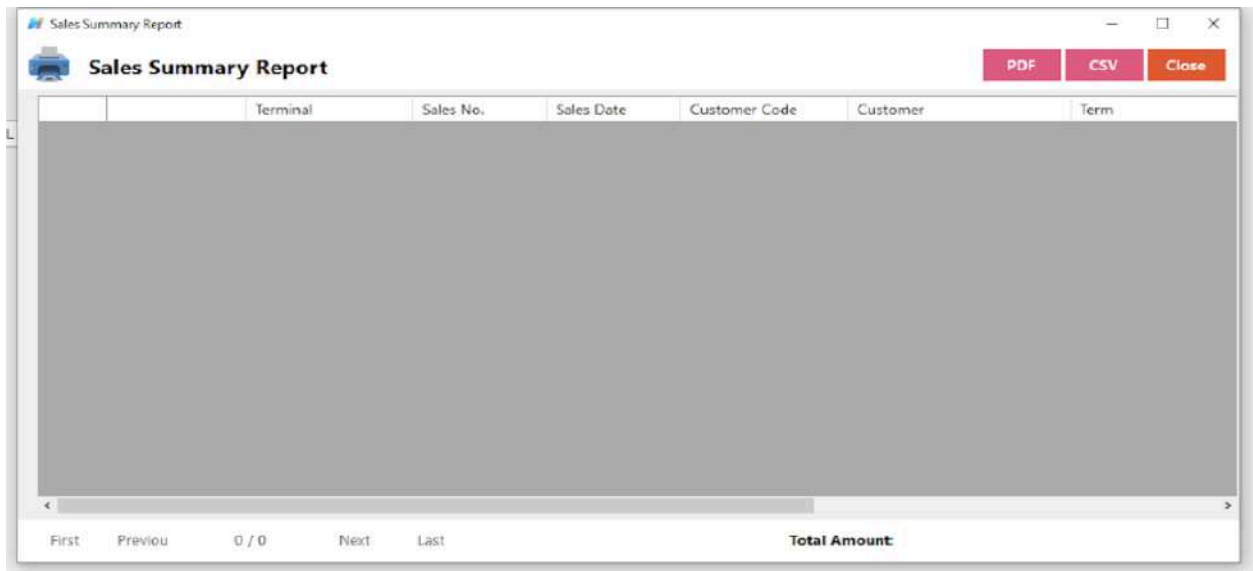 Sales Summary Report
Sales Summary Report PDF CSV Close
Terminal Sales No. Sales Date Customer Code Customer Term
L
First Previou 0 / 0 Next Last Total Amount: